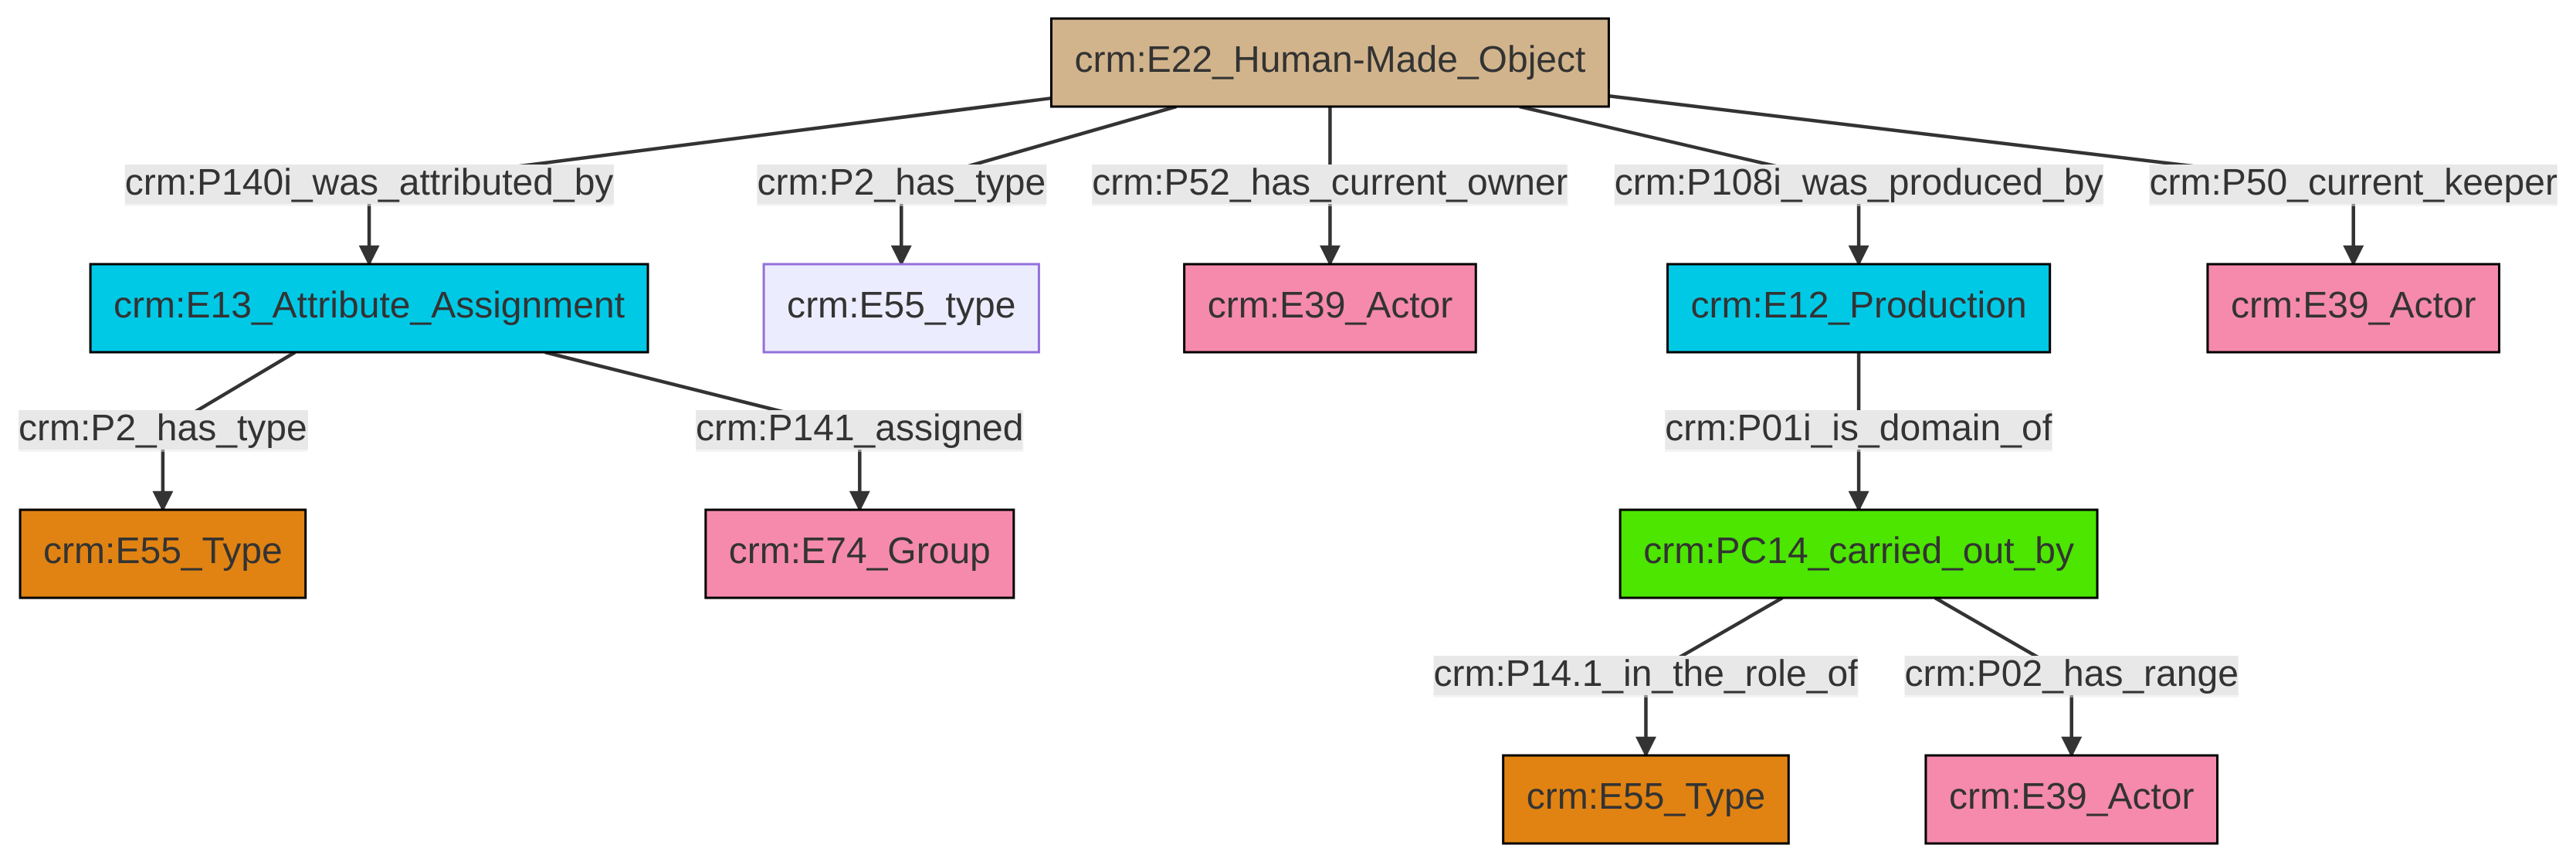 crm:E22_Human-Made_Object
crm:P140i_was_attributed_by
crm:P2_has_type
crm:P52_has_current_owner
crm:P108i_was_produced_by
crm:P50_current_keeper
crm:E13_Attribute_Assignment
crm:E55_type
crm:E39_Actor
crm:E12_Production
crm:E39_Actor
crm:P2_has_type
crm:P141_assigned
crm:P01i_is_domain_of
crm:E55_Type
crm:E74_Group
crm:PC14_carried_out_by
crm:P14.1_in_the_role_of
crm:P02_has_range
crm:E55_Type
crm:E39_Actor